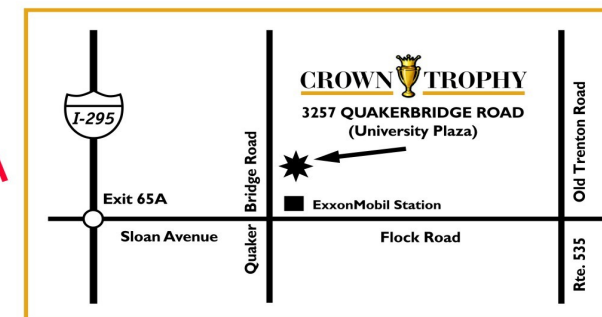 CROWN TROPHY
3257 QUAKERBRIDGE ROAD
(University Plaza)
I-295
Exit 65A
Sloan Avenue
Quaker Bridge Road
ExxonMobil Station
Flock Road
Old Trenton Road
Rte. 535